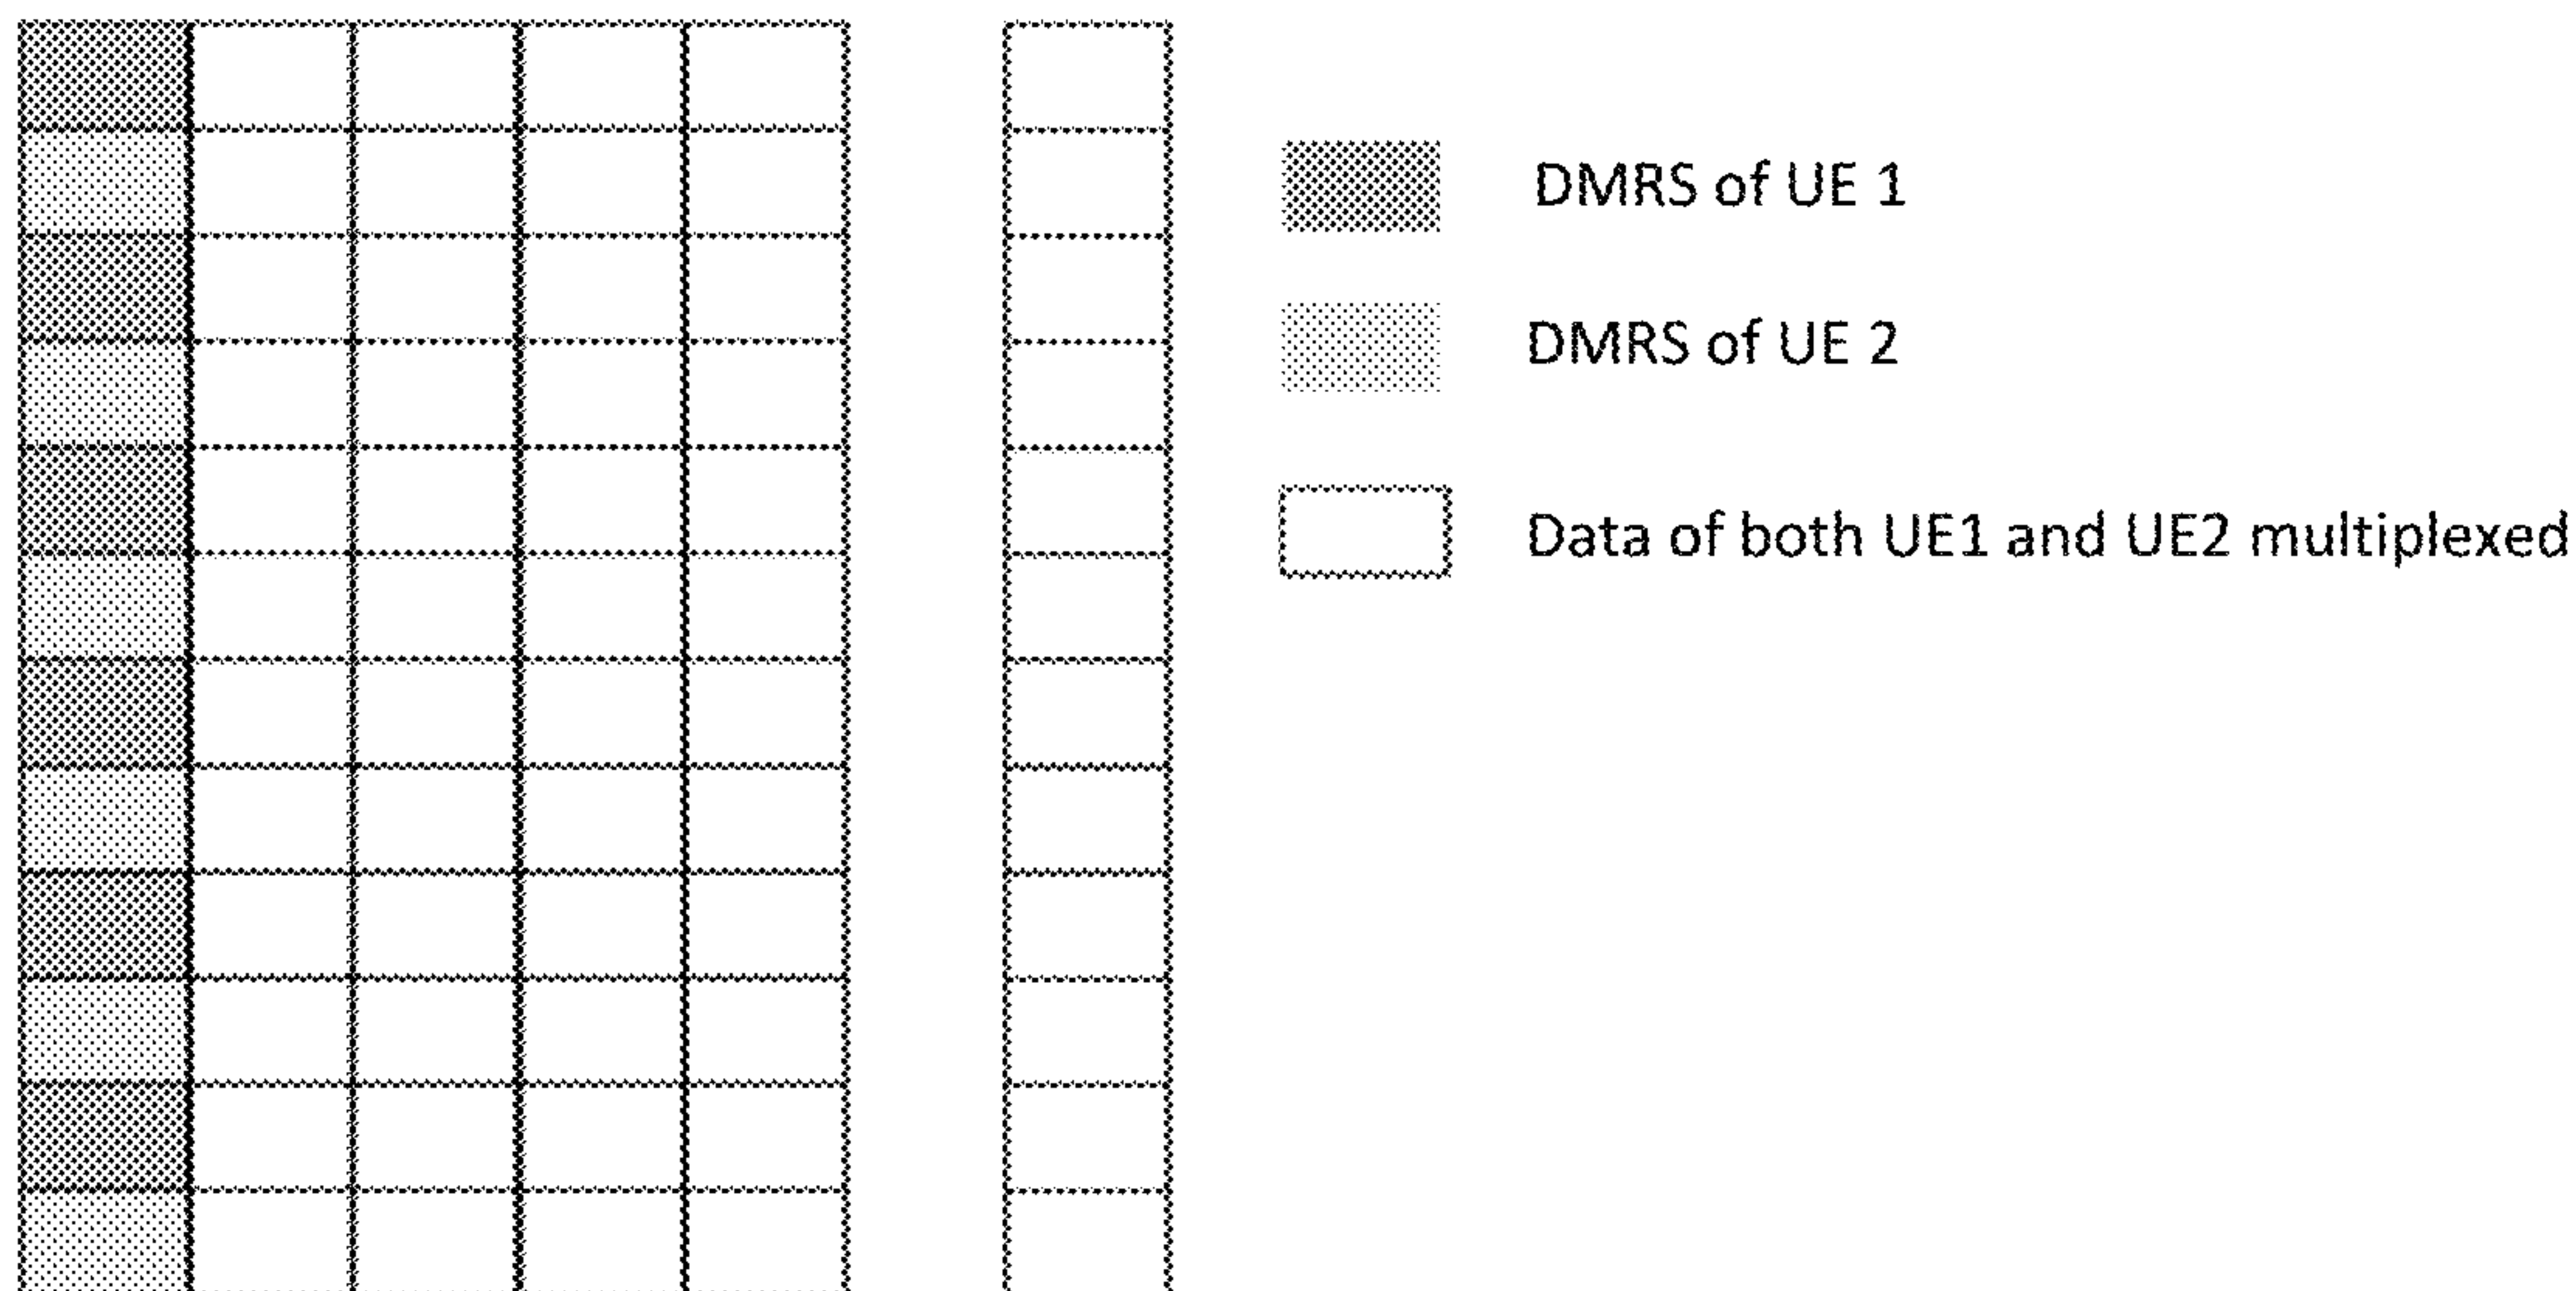 DMRS of UE 1
DMRS of UE 2
Data of both UE1 and UE2 multiplexed